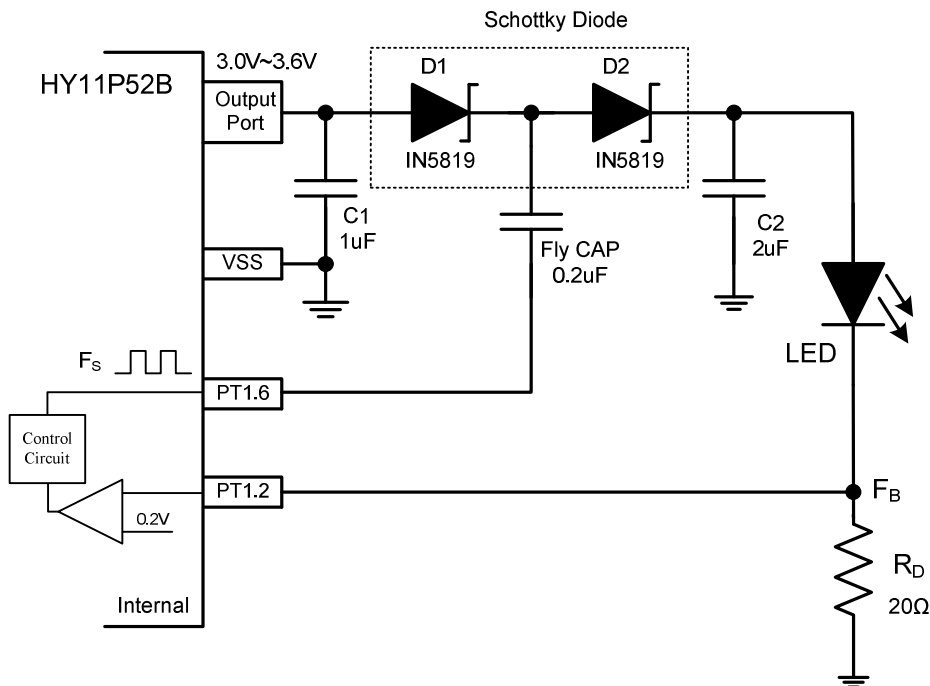 Schottky Diode
HY11P52B
3.0V~3.6V
Output
Port
D1
D2
IN5819
IN5819
C1
1uF
Fly CAP
0.2uF
C2
2uF
VSS
LED
FS
PT1.6
Control
Circuit
PT1.2
0.2V
FB
RD
20Ω
Internal